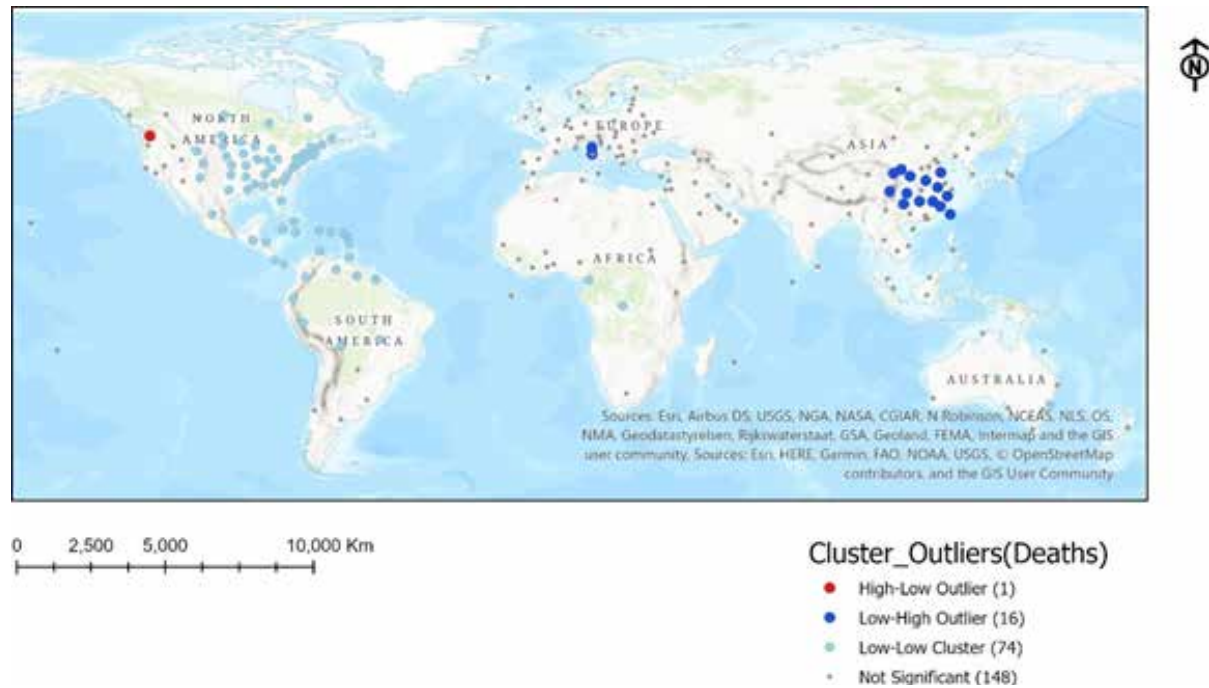 N
NORTH
AMERICA
EUROPE
ASIA
AFRICA
SOUTH
AMERICA
AUSTRALIA
Sources: Esri, Airbus DS, USGS, NGA, NASA, CGIAR, N Robinson, NCEAS, NLS, OS,
NMA, Geodatastyrelsen, Rijkswaterstaat, GSA, Geoland, FEMA, Intermap and the GIS
user community, Sources: Esri, HERE, Garmin, FAO, NOAA, USGS, © OpenStreetMap
contributors, and the GIS User Community
0 2,500 5,000 10,000 Km
Cluster_Outliers(Deaths)
High-Low Outlier (1)
Low-High Outlier (16)
Low-Low Cluster (74)
Not Significant (148)